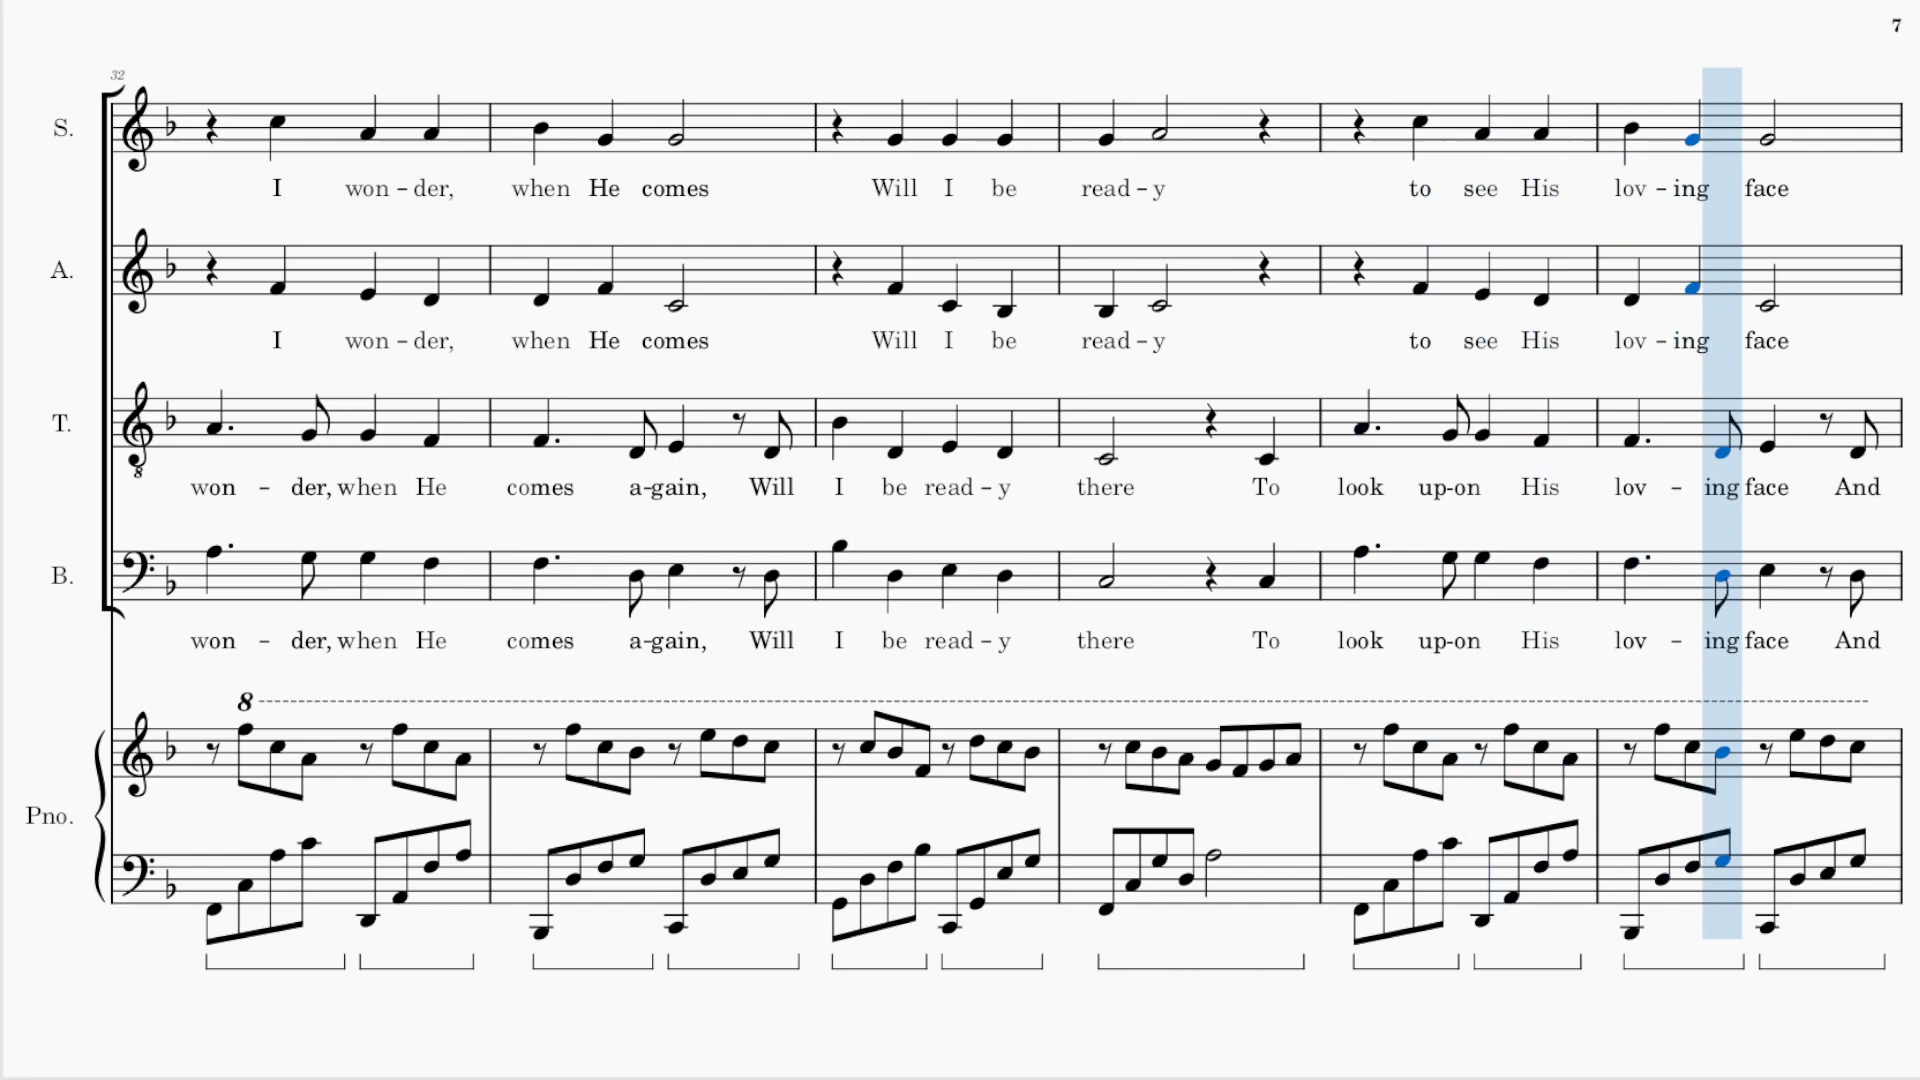 7
32
S.
I won – der, when He comes Will I be read – y to see His lov – ing face
A.
I won – der, when He comes Will I be read – y to see His lov – ing face
T.
8
won – der, when He comes a-gain, Will I be read – y there To look up-on His lov – ing face And
B.
won – der, when He comes a-gain, Will I be read – y there To look up-on His lov – ing face And
8
Pno.